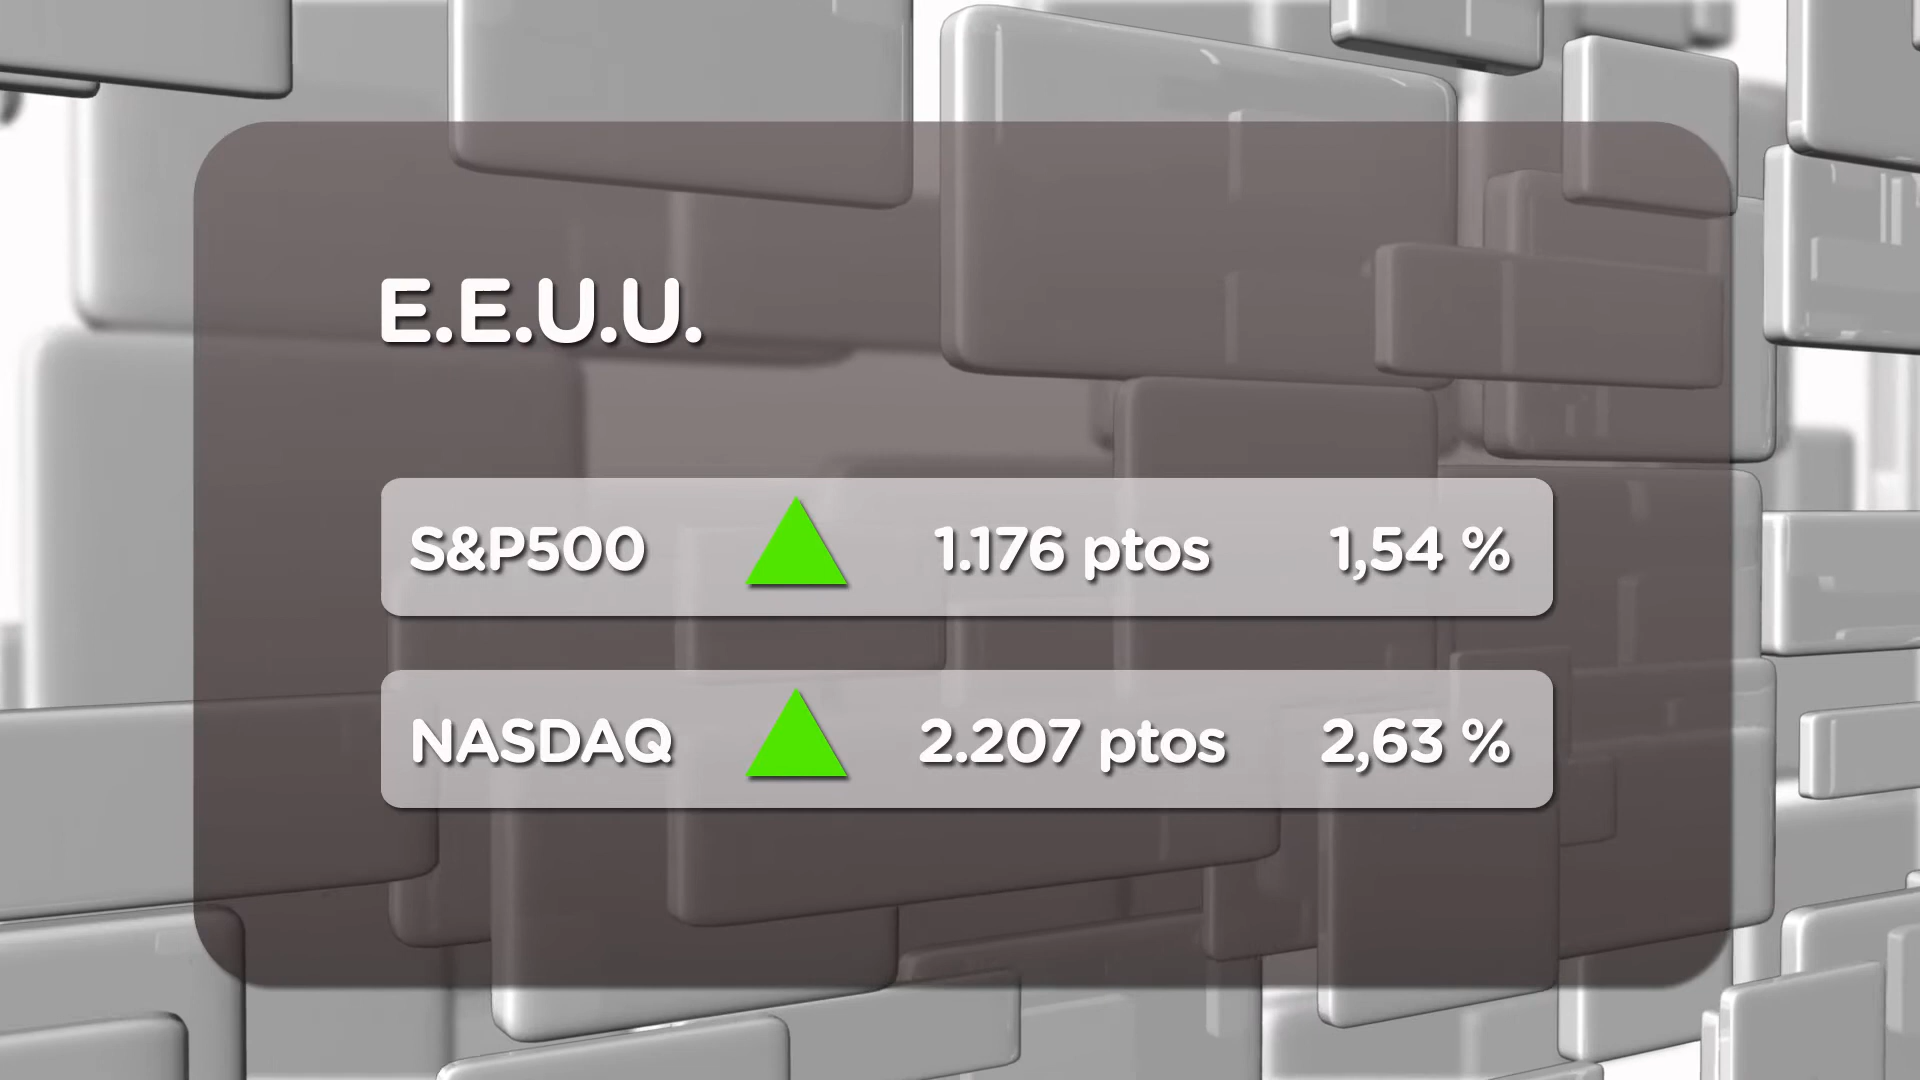 E.E.U.U.
S&P500 1.176 ptos 1,54 %
NASDAQ 2.207 ptos 2,63 %